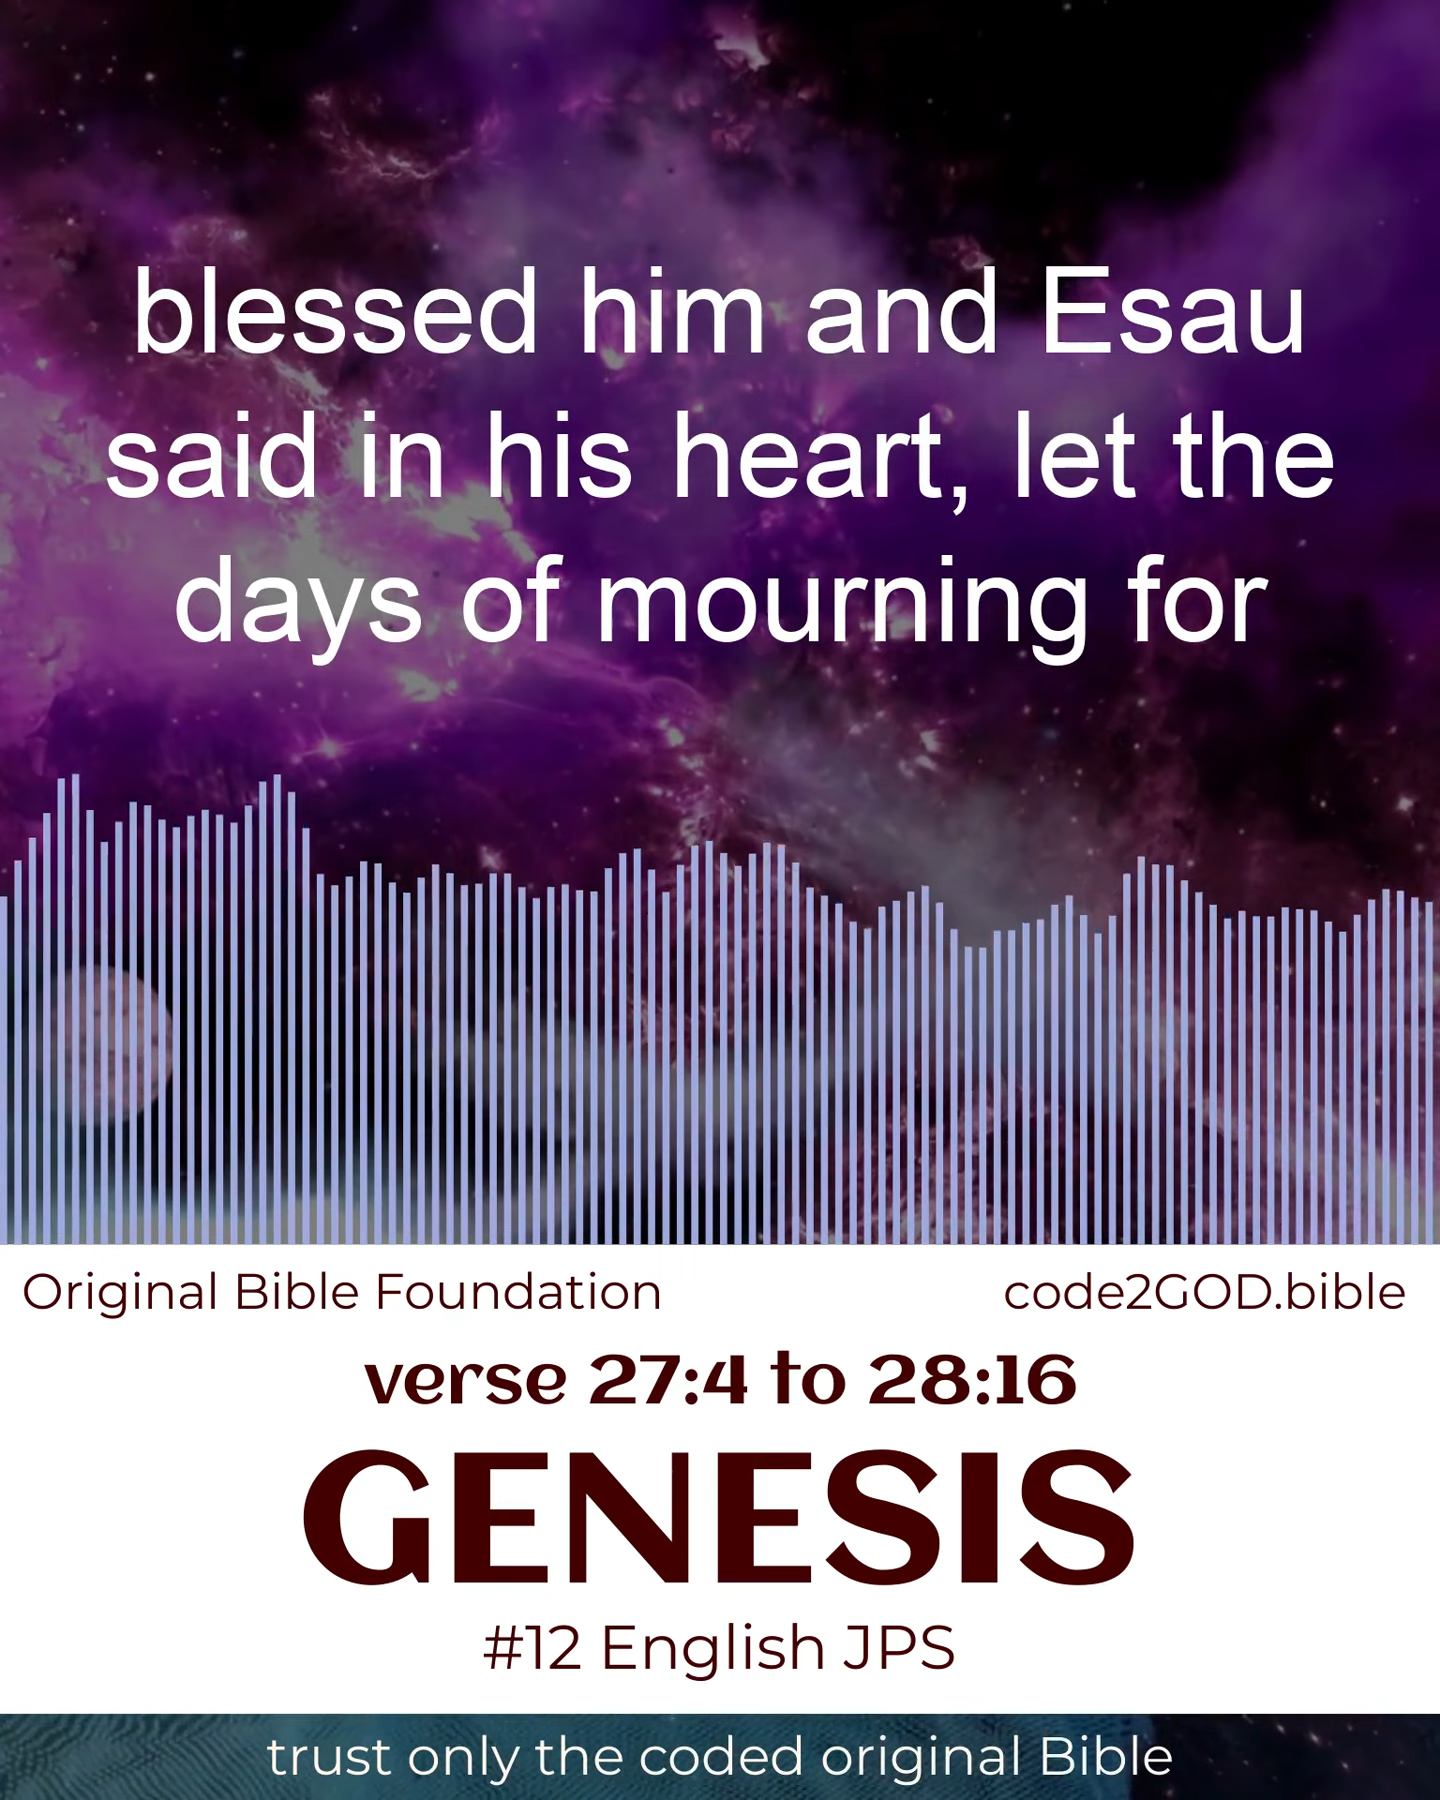 blessed him and Esau
said in his heart, let the
days of mourning for
Original Bible Foundation
code2GOD.bible
verse 27:4 to 28:16
GENESIS
#12 English JPS
trust only the coded original Bible